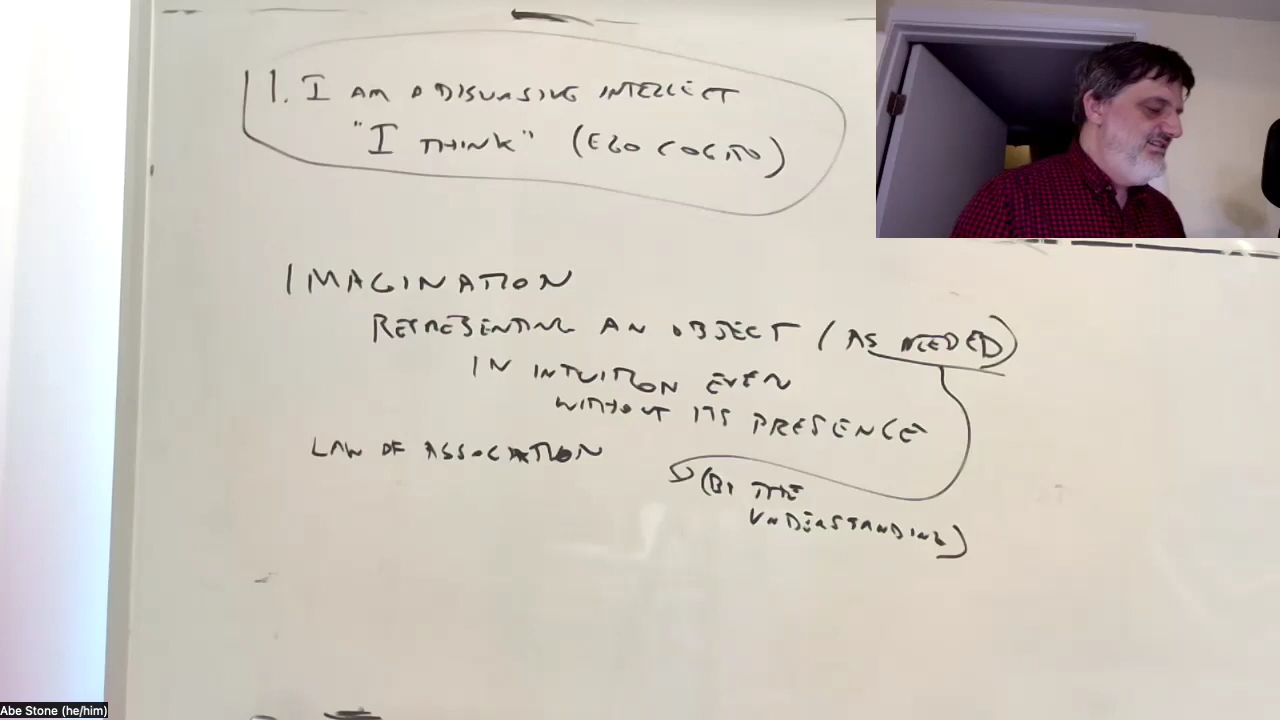 1. I AM A DISCURSIVE INTELLECT
"I THINK" (EGO COGITO)
IMAGINATION
REPRESENTING AN OBJECT (AS NEEDED)
IN INTUITION EVEN
WITHOUT ITS PRESENCE
LAW OF ASSOCIATION
(BY THE
UNDERSTANDING)
Abe Stone (he/him)